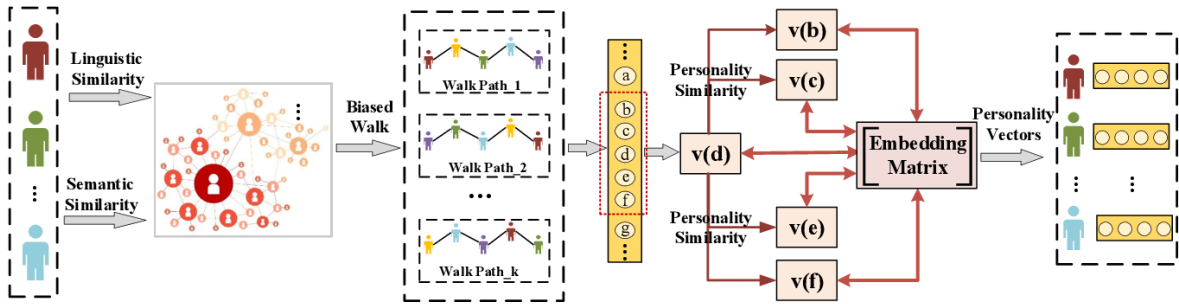 Linguistic
Similarity
Semantic
Similarity
...
...
Biased
Walk
Walk Path_1
Walk Path_2
...
Walk Path_k
...
a
b
c
d
e
f
g
...
v(d)
Personality
Similarity
Personality
Similarity
v(b)
v(c)
v(e)
v(f)
Embedding
Matrix
Personality
Vectors
...
...